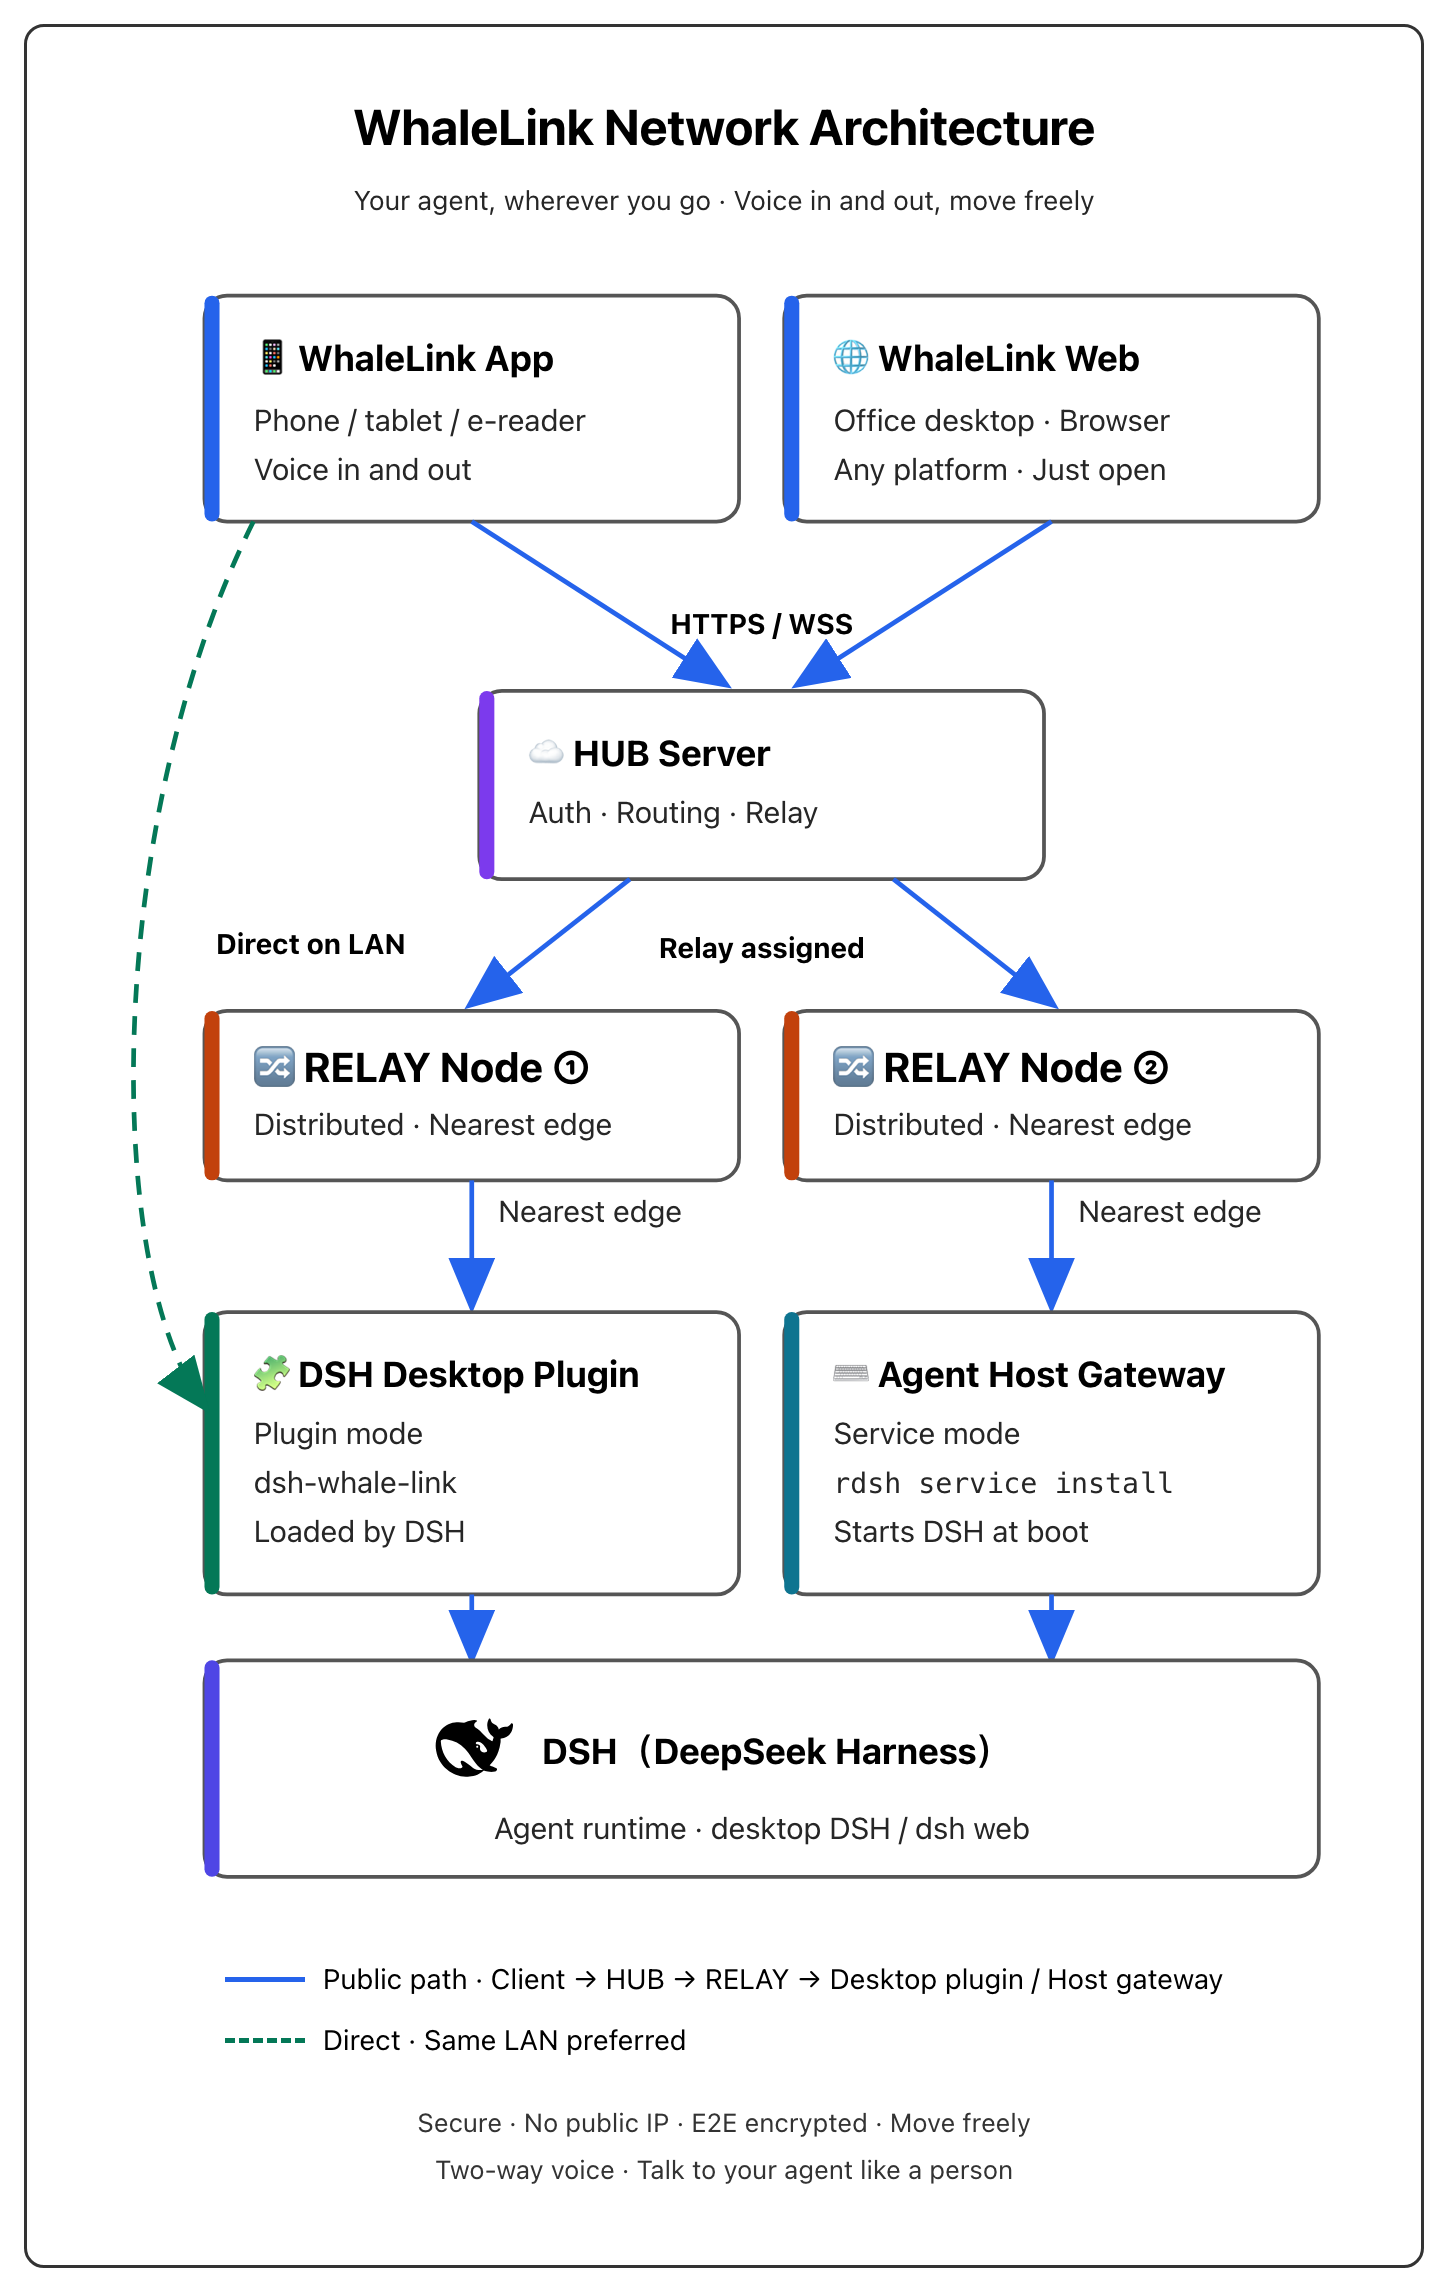 WhaleLink Network Architecture
Your agent, wherever you go · Voice in and out, move freely
WhaleLink App
Phone / tablet / e-reader
Voice in and out
WhaleLink Web
Office desktop · Browser
Any platform · Just open
HTTPS / WSS
HUB Server
Auth · Routing · Relay
Direct on LAN
Relay assigned
RELAY Node ①
Distributed · Nearest edge
RELAY Node ②
Distributed · Nearest edge
Nearest edge
Nearest edge
DSH Desktop Plugin
Plugin mode
dsh-whale-link
Loaded by DSH
Agent Host Gateway
Service mode
rdsh service install
Starts DSH at boot
DSH（DeepSeek Harness）
Agent runtime · desktop DSH / dsh web
Public path · Client → HUB → RELAY → Desktop plugin / Host gateway
Direct · Same LAN preferred
Secure · No public IP · E2E encrypted · Move freely
Two-way voice · Talk to your agent like a person